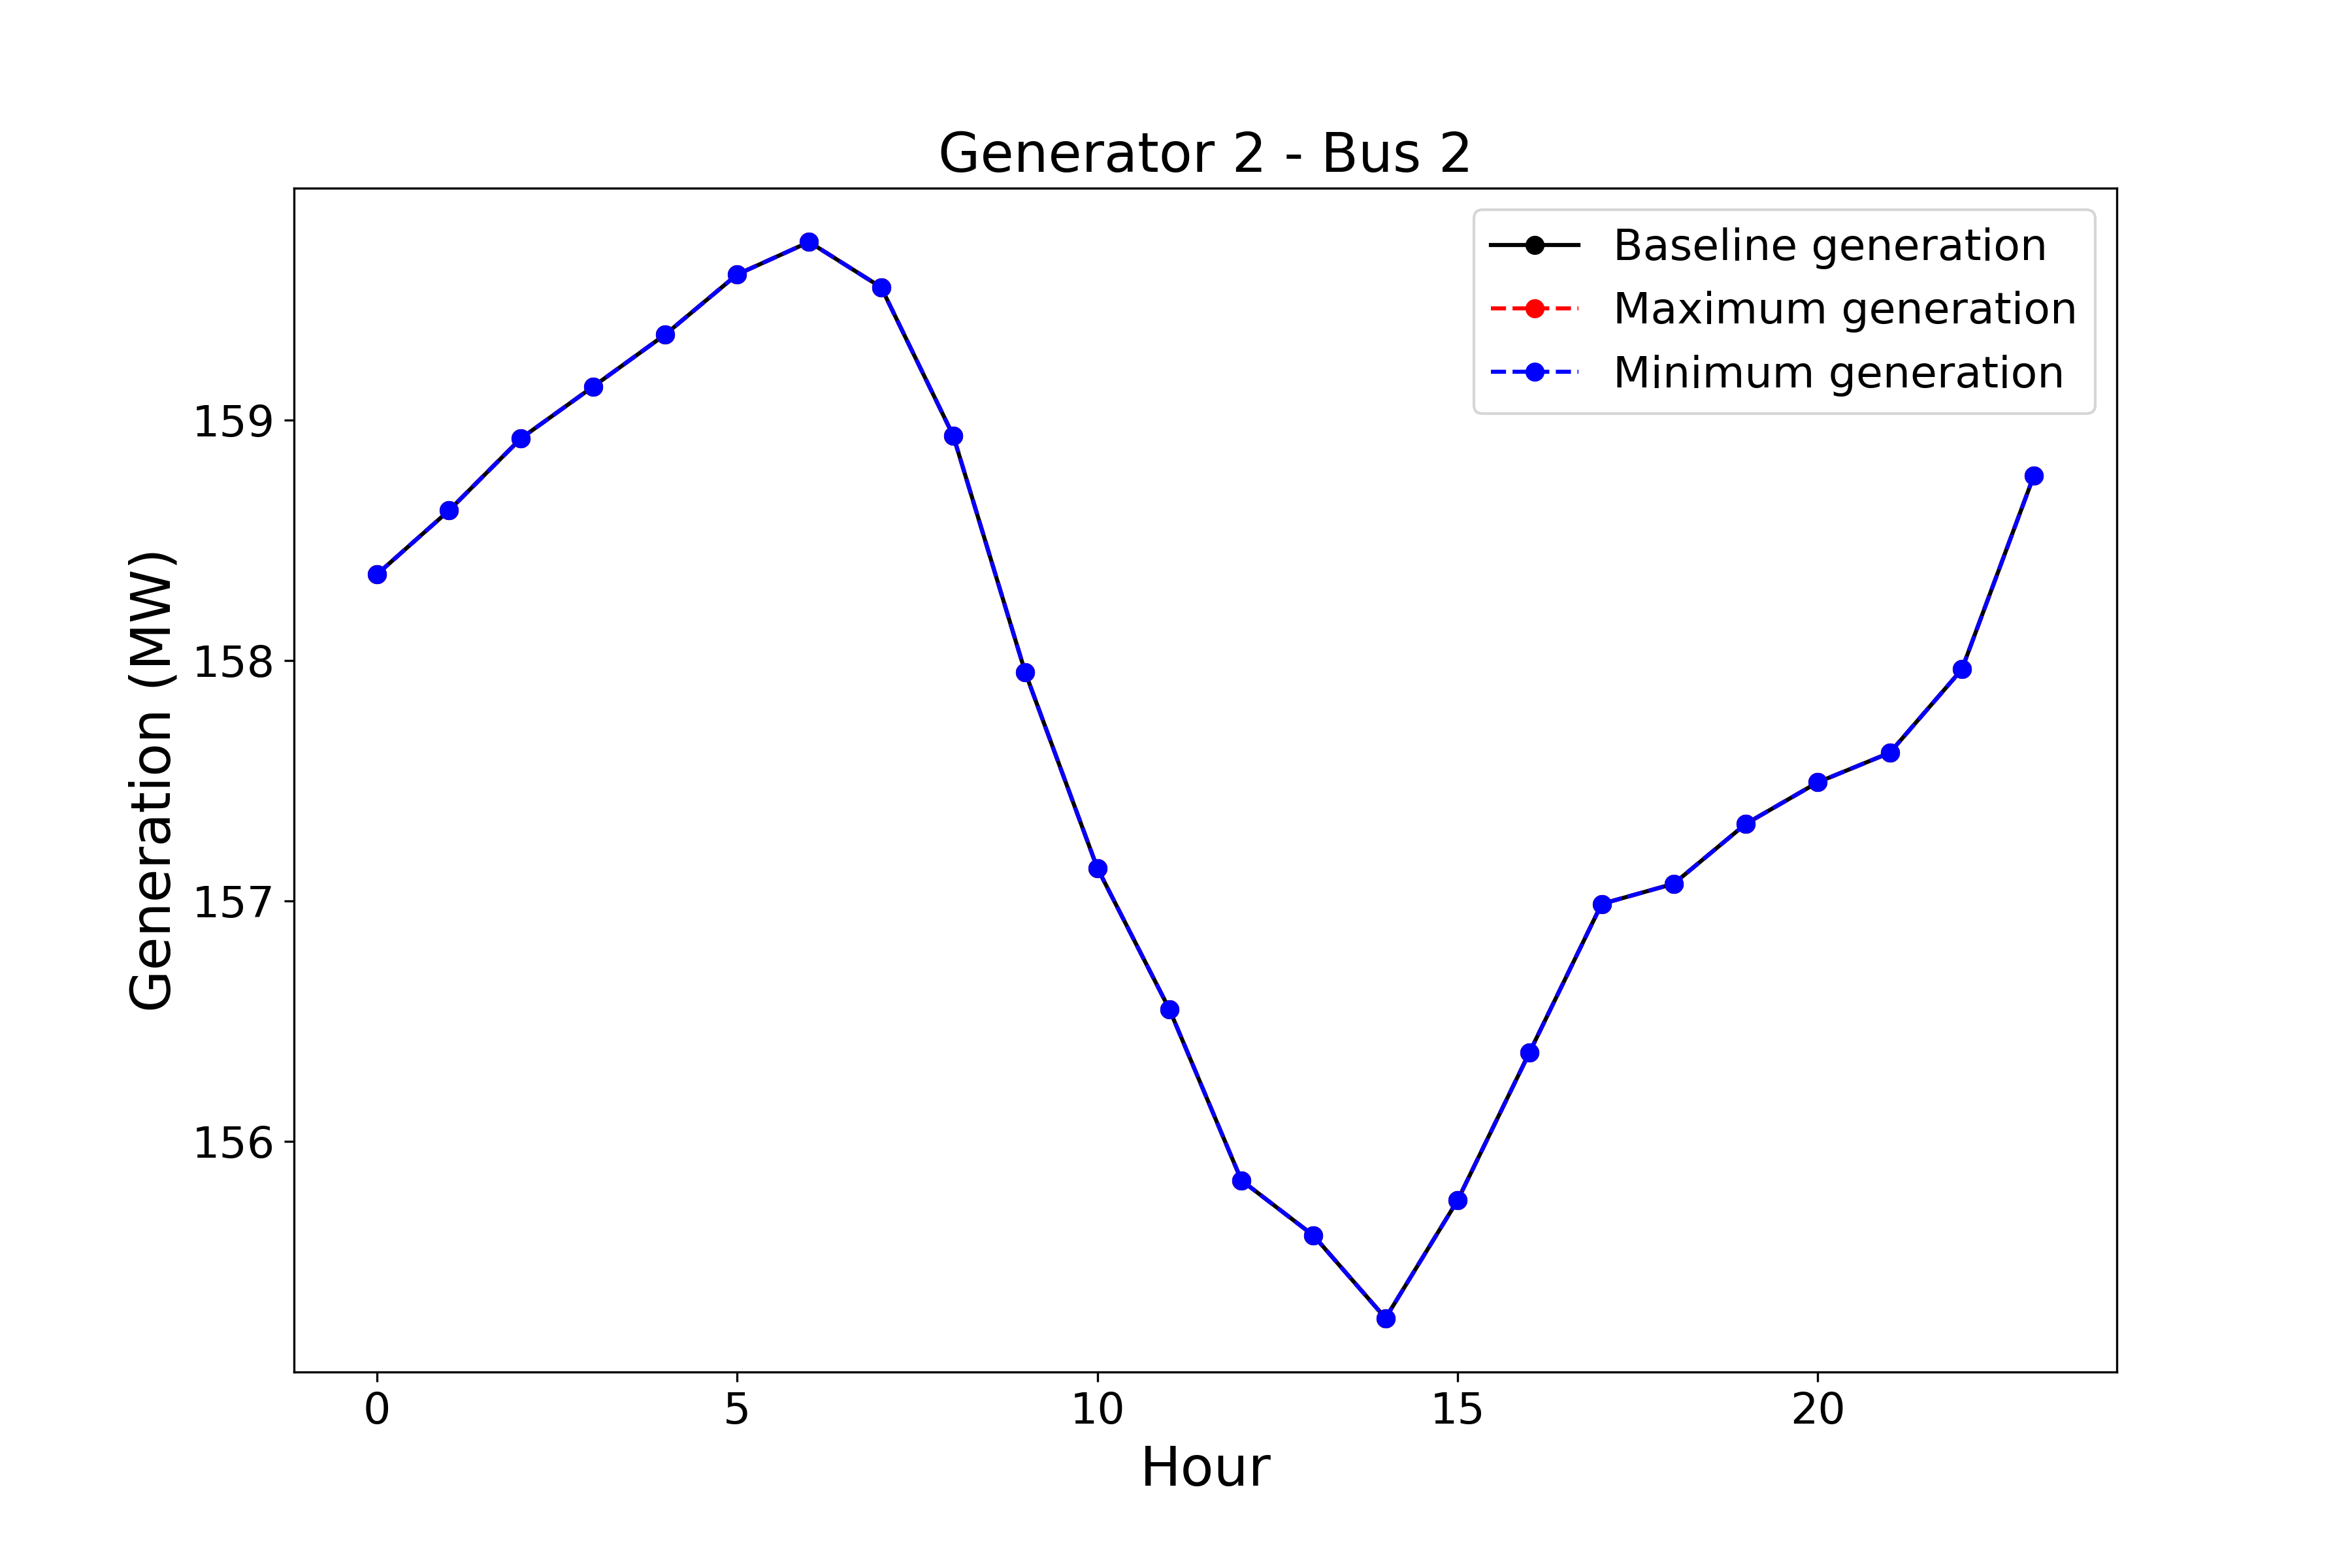 Generator 2 - Bus 2
Baseline generation
Maximum generation
Minimum generation
Generation (MW)
159
158
157
156
0 5 10 15 20
Hour